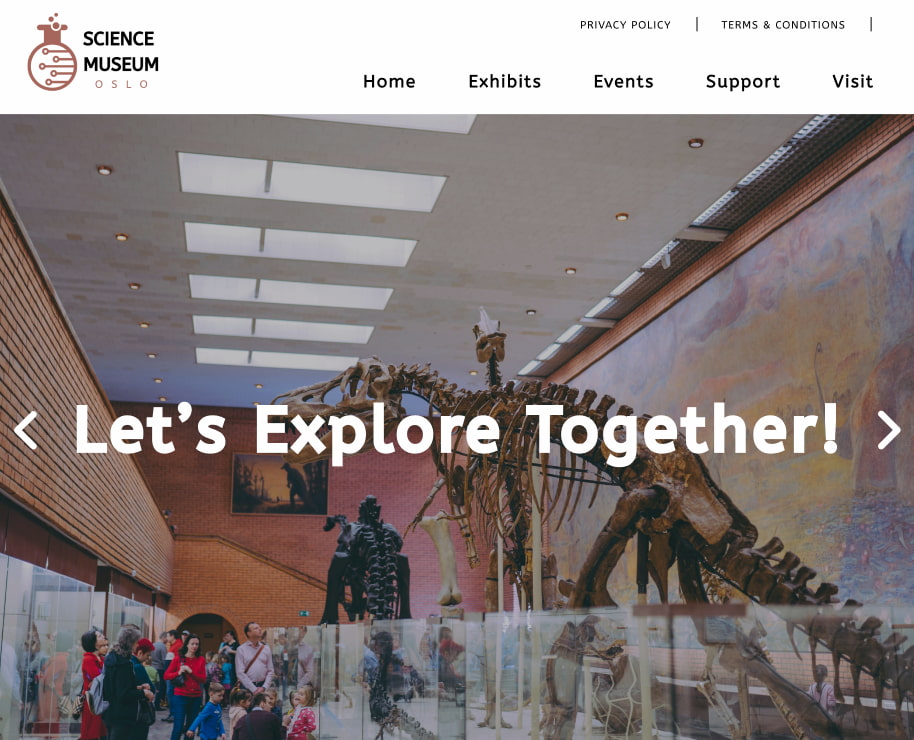 SCIENCE
MUSEUM
OSLO
PRIVACY POLICY | TERMS & CONDITIONS |
Home Exhibits Events Support Visit
Let’s Explore Together!